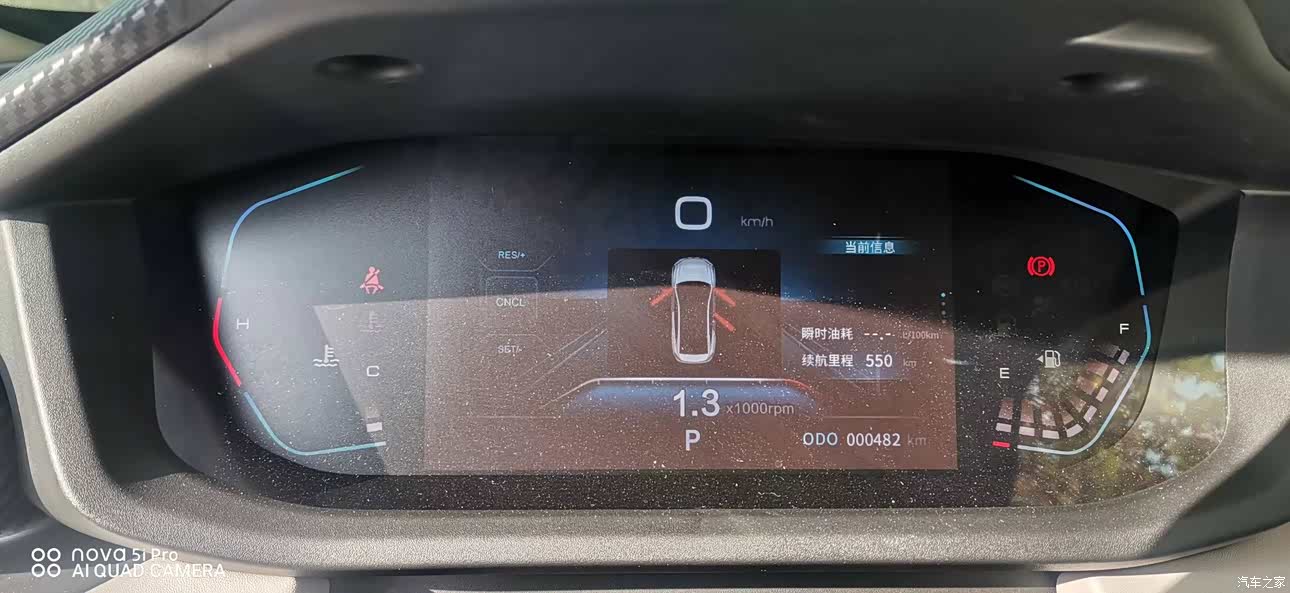 0 km/h
当前信息
RES/+
CNCL
SET/-
H
C
瞬时油耗 --.- L/100km
续航里程 550 km
F
E
1.3 x1000rpm
P
ODO 000482 km
P
nova 5i Pro
AI QUAD CAMERA
汽车之家